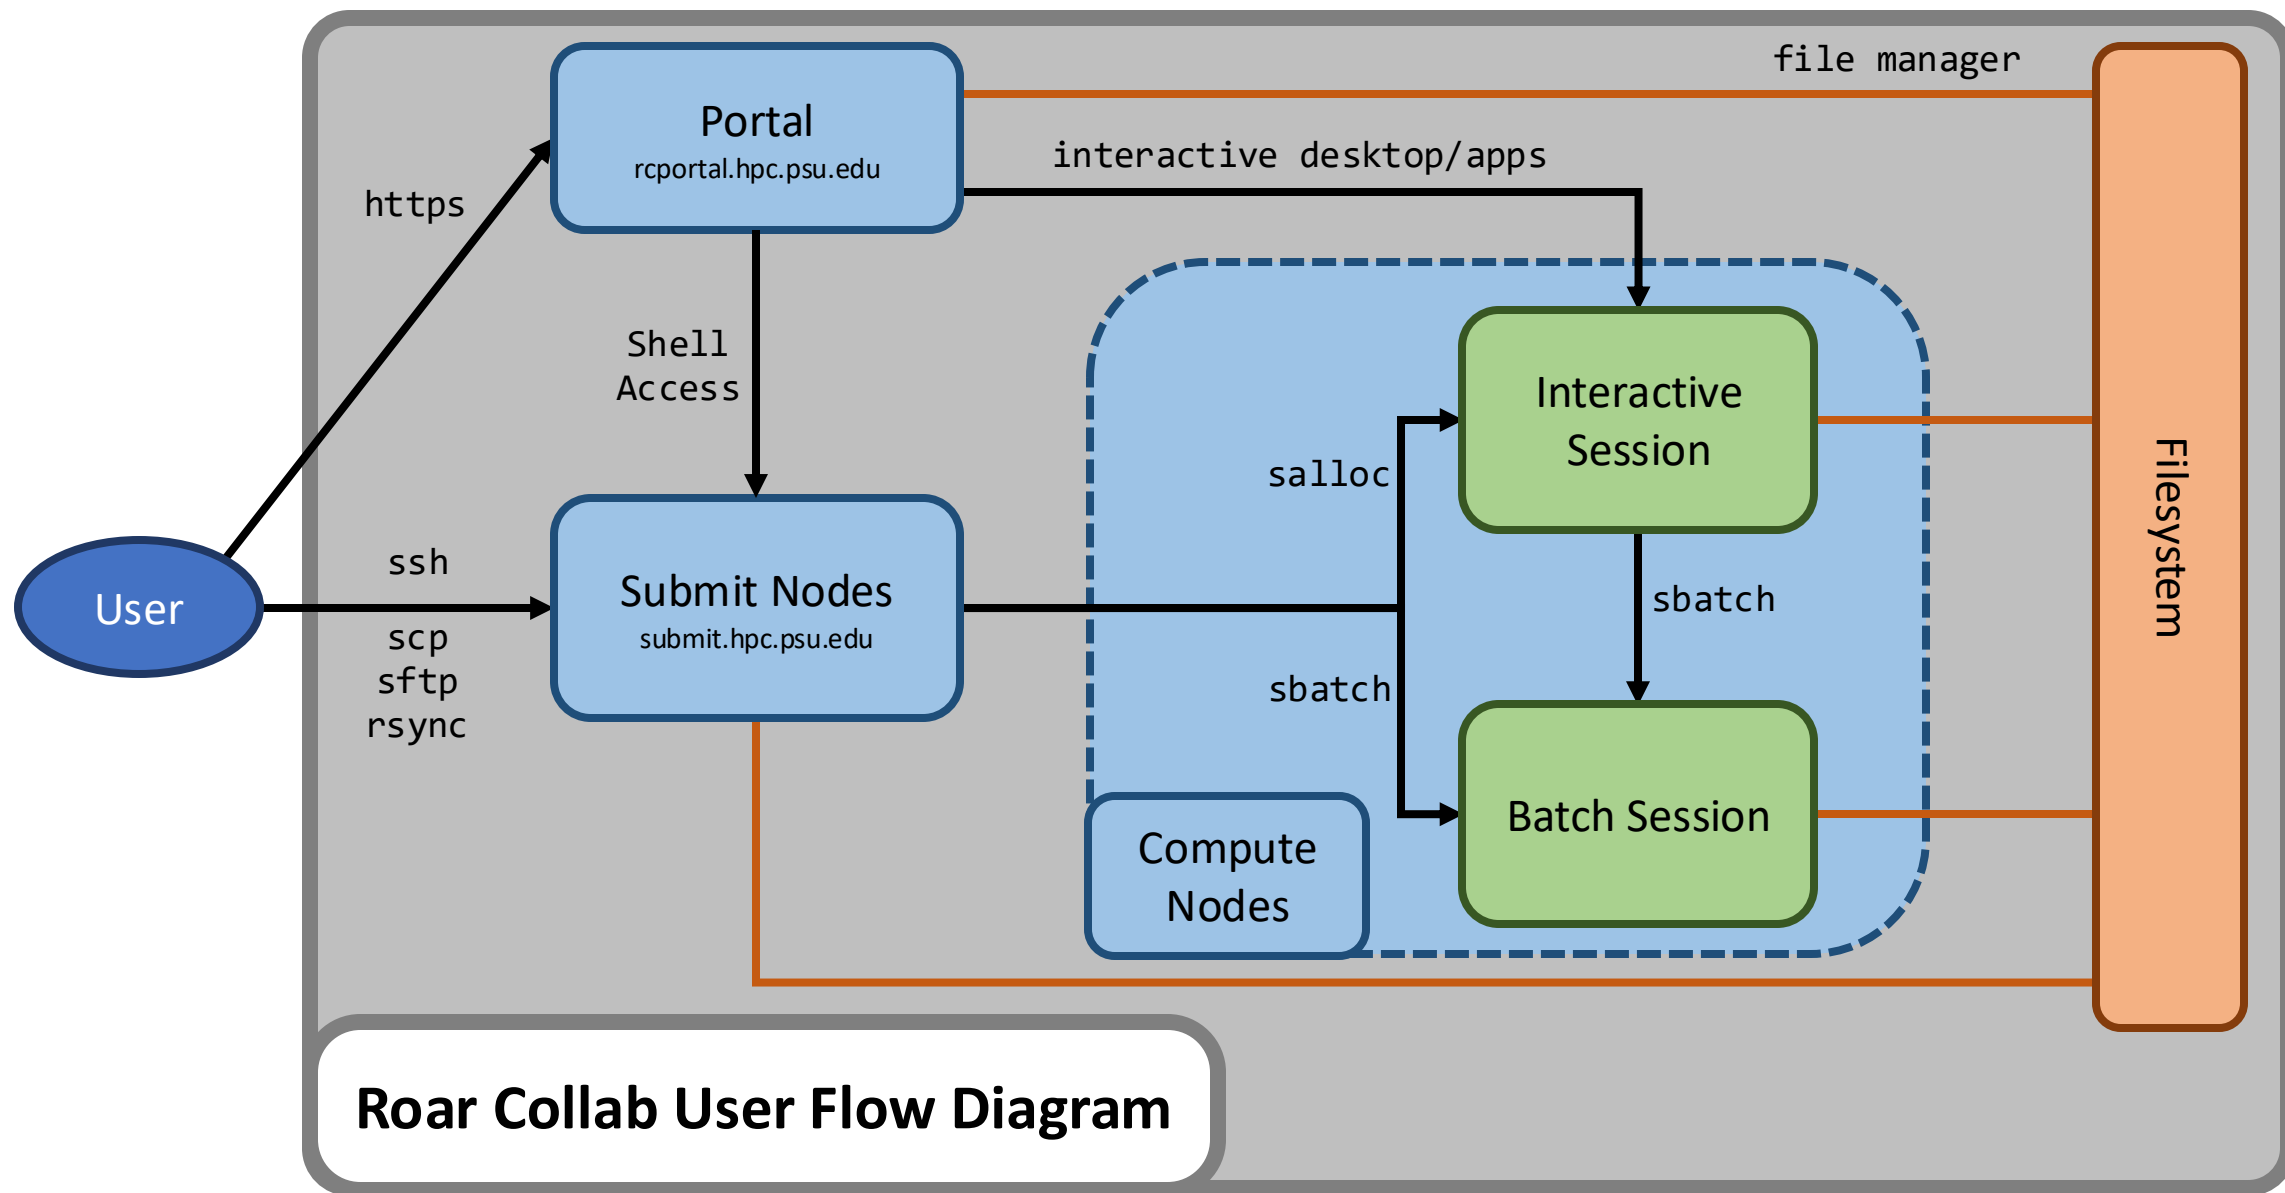 file manager
Portal
rcportal.hpc.psu.edu
interactive desktop/apps
https
Shell
Access
Interactive
Session
salloc
Filesystem
ssh
User
Submit Nodes
submit.hpc.psu.edu
sbatch
scp
sftp
rsync
sbatch
Batch Session
Compute
Nodes
Roar Collab User Flow Diagram